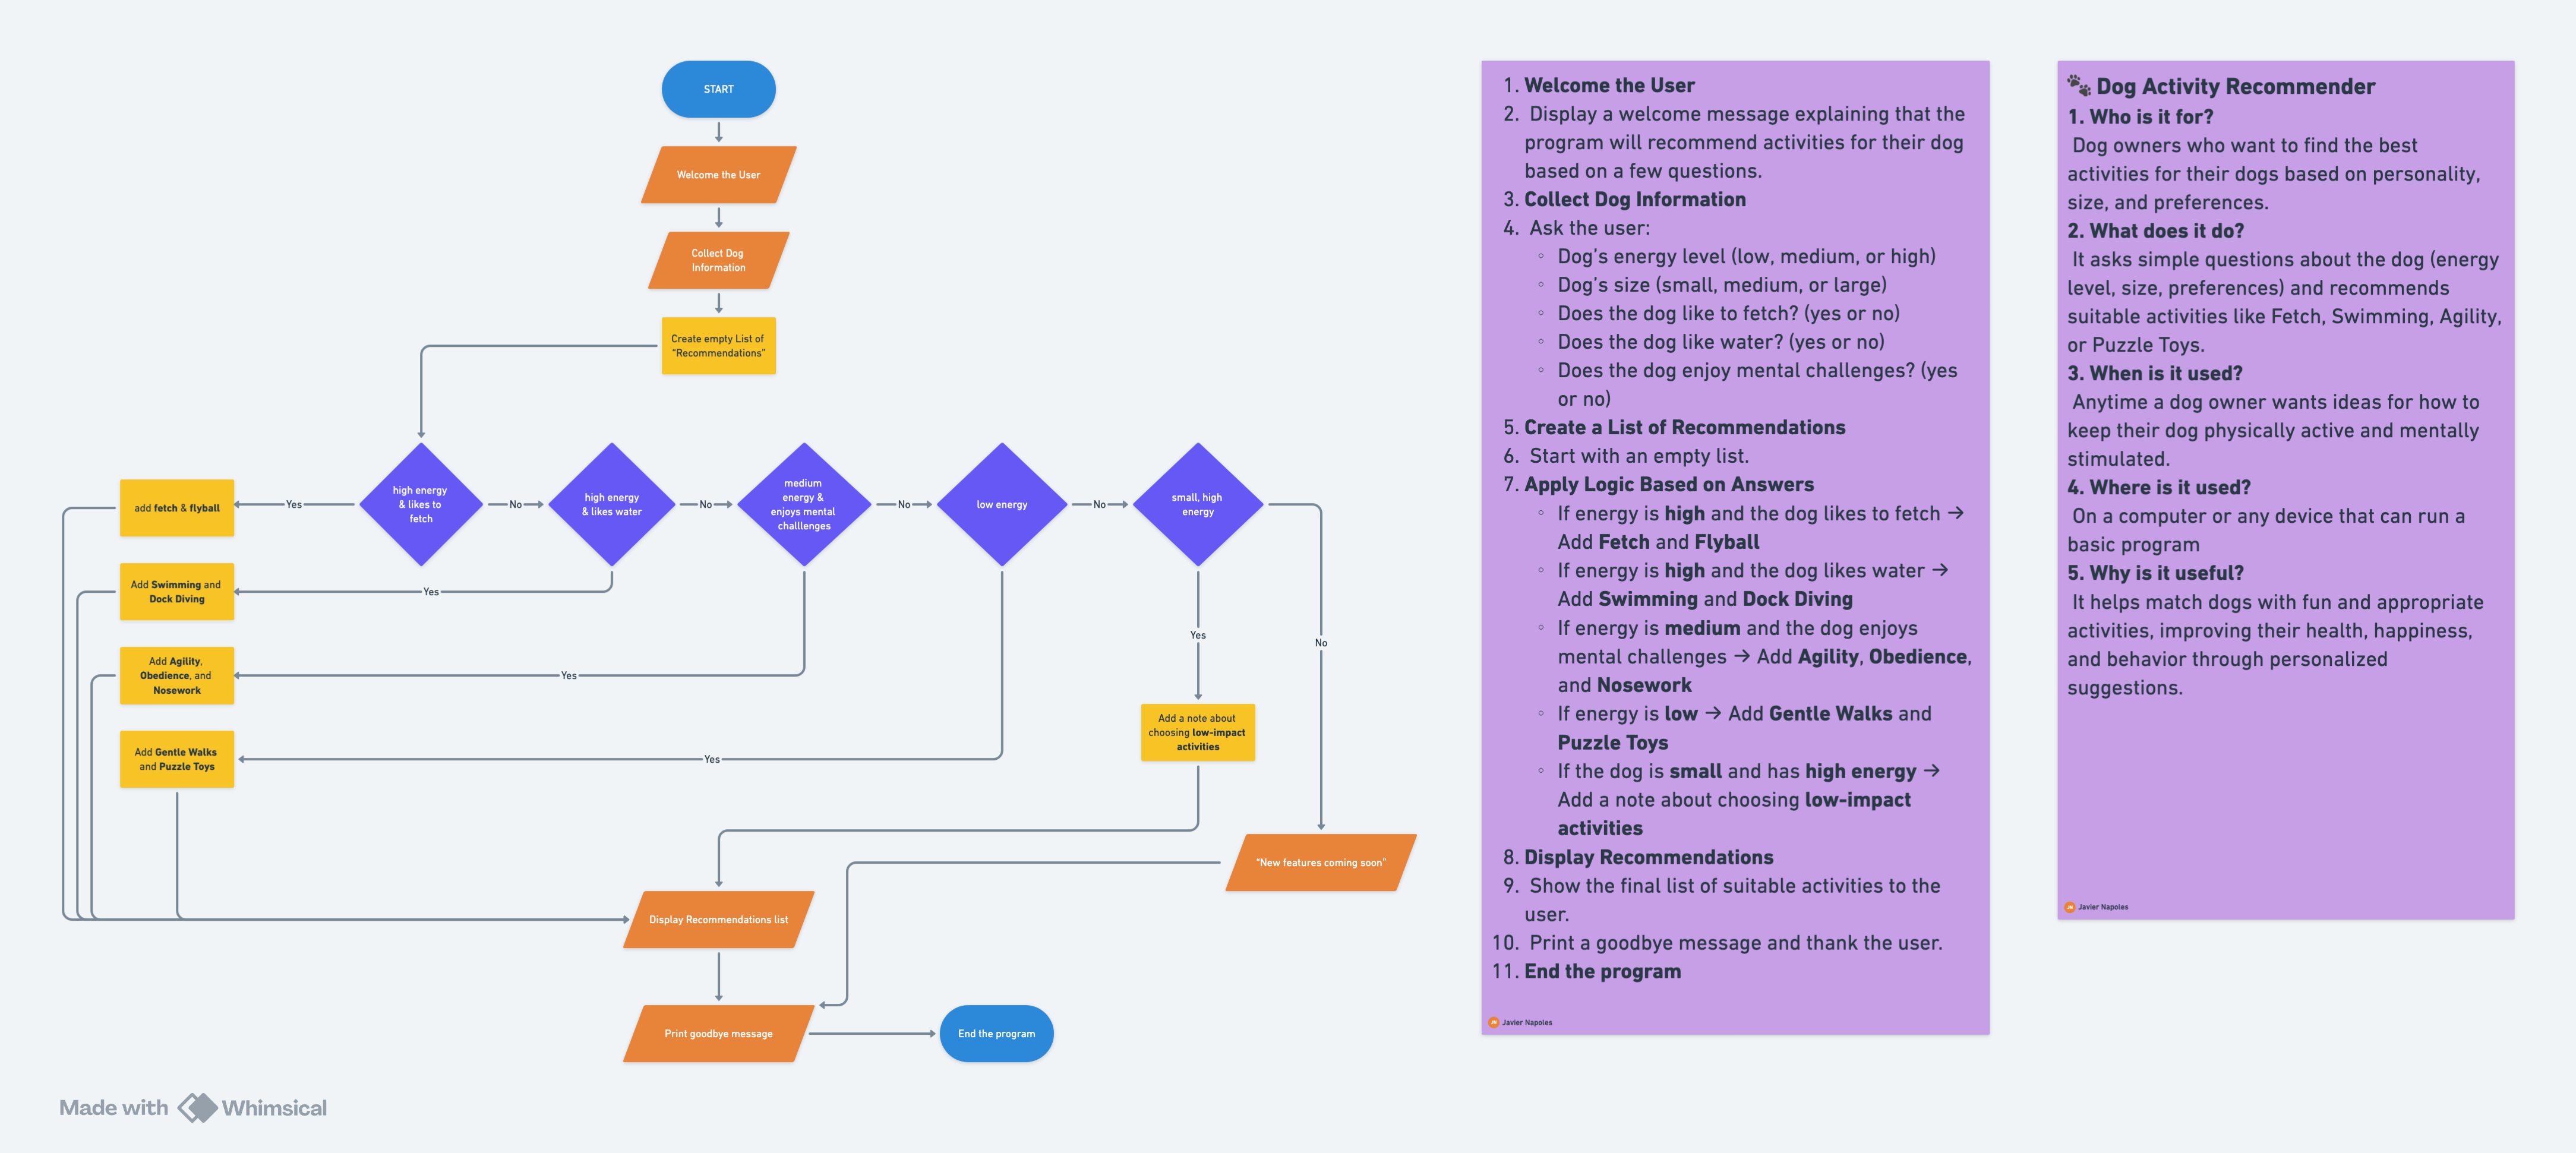 START
Welcome the User
Collect Dog
Information
Create empty List of
"Recommendations"
high energy
& likes to
fetch
No
high energy
& likes water
No
medium
energy &
enjoys mental
challlenges
No
low energy
No
small, high
energy
Yes
add fetch & flyball
Yes
Add Swimming and
Dock Diving
Yes
Add Agility,
Obedience, and
Nosework
Yes
Add Gentle Walks
and Puzzle Toys
Yes
Add a note about
choosing low-impact
activities
No
"New features coming soon"
Display Recommendations list
Print goodbye message
End the program
Made with Whimsical
1. Welcome the User
2. Display a welcome message explaining that the
program will recommend activities for their dog
based on a few questions.
3. Collect Dog Information
4. Ask the user:
◦ Dog's energy level (low, medium, or high)
◦ Dog's size (small, medium, or large)
◦ Does the dog like to fetch? (yes or no)
◦ Does the dog like water? (yes or no)
◦ Does the dog enjoy mental challenges? (yes
or no)
5. Create a List of Recommendations
6. Start with an empty list.
7. Apply Logic Based on Answers
◦ If energy is high and the dog likes to fetch →
Add Fetch and Flyball
◦ If energy is high and the dog likes water →
Add Swimming and Dock Diving
◦ If energy is medium and the dog enjoys
mental challenges → Add Agility, Obedience,
and Nosework
◦ If energy is low → Add Gentle Walks and
Puzzle Toys
◦ If the dog is small and has high energy →
Add a note about choosing low-impact
activities
8. Display Recommendations
9. Show the final list of suitable activities to the
user.
10. Print a goodbye message and thank the user.
11. End the program
JN Javier Napoles
🐾 Dog Activity Recommender
1. Who is it for?
Dog owners who want to find the best
activities for their dogs based on personality,
size, and preferences.
2. What does it do?
It asks simple questions about the dog (energy
level, size, preferences) and recommends
suitable activities like Fetch, Swimming, Agility,
or Puzzle Toys.
3. When is it used?
Anytime a dog owner wants ideas for how to
keep their dog physically active and mentally
stimulated.
4. Where is it used?
On a computer or any device that can run a
basic program
5. Why is it useful?
It helps match dogs with fun and appropriate
activities, improving their health, happiness,
and behavior through personalized
suggestions.
JN Javier Napoles